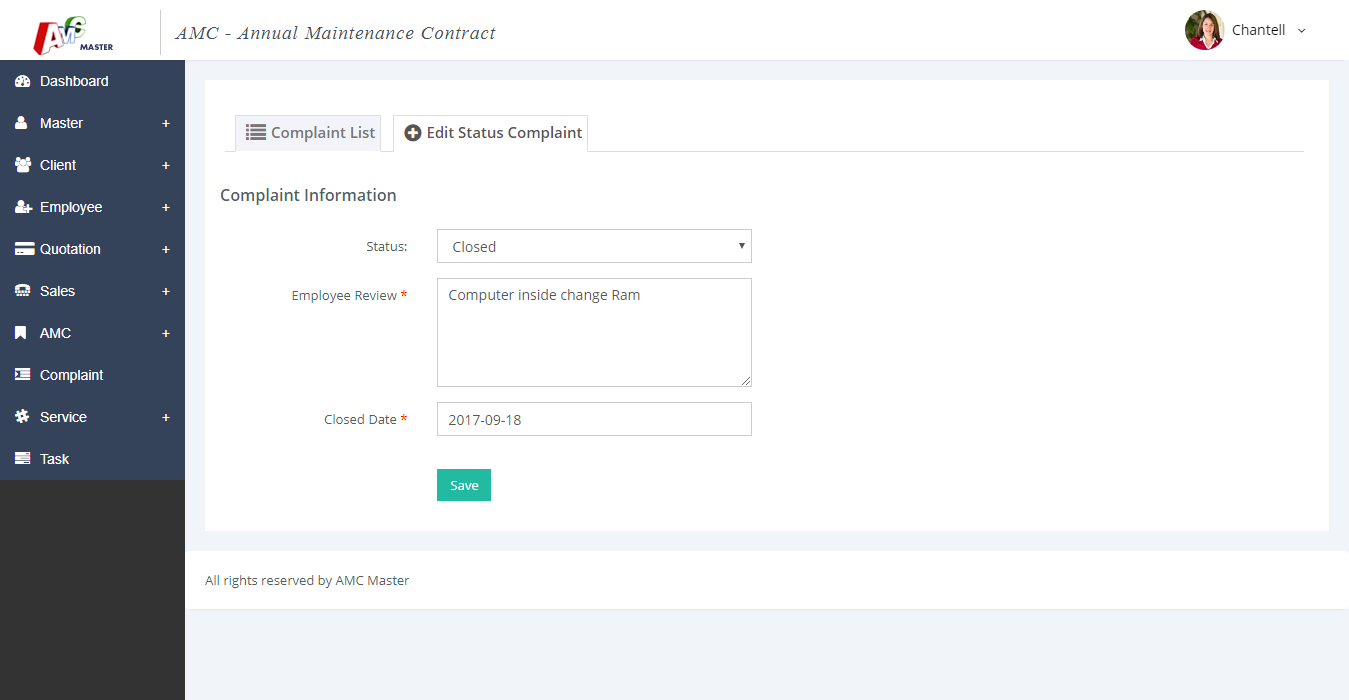 AMC MASTER
AMC - Annual Maintenance Contract
Chantell
Dashboard
Master +
Client +
Employee +
Quotation +
Sales +
AMC +
Complaint
Service +
Task
Complaint List
Edit Status Complaint
Complaint Information
Status: Closed
Employee Review * Computer inside change Ram
Closed Date * 2017-09-18
Save
All rights reserved by AMC Master